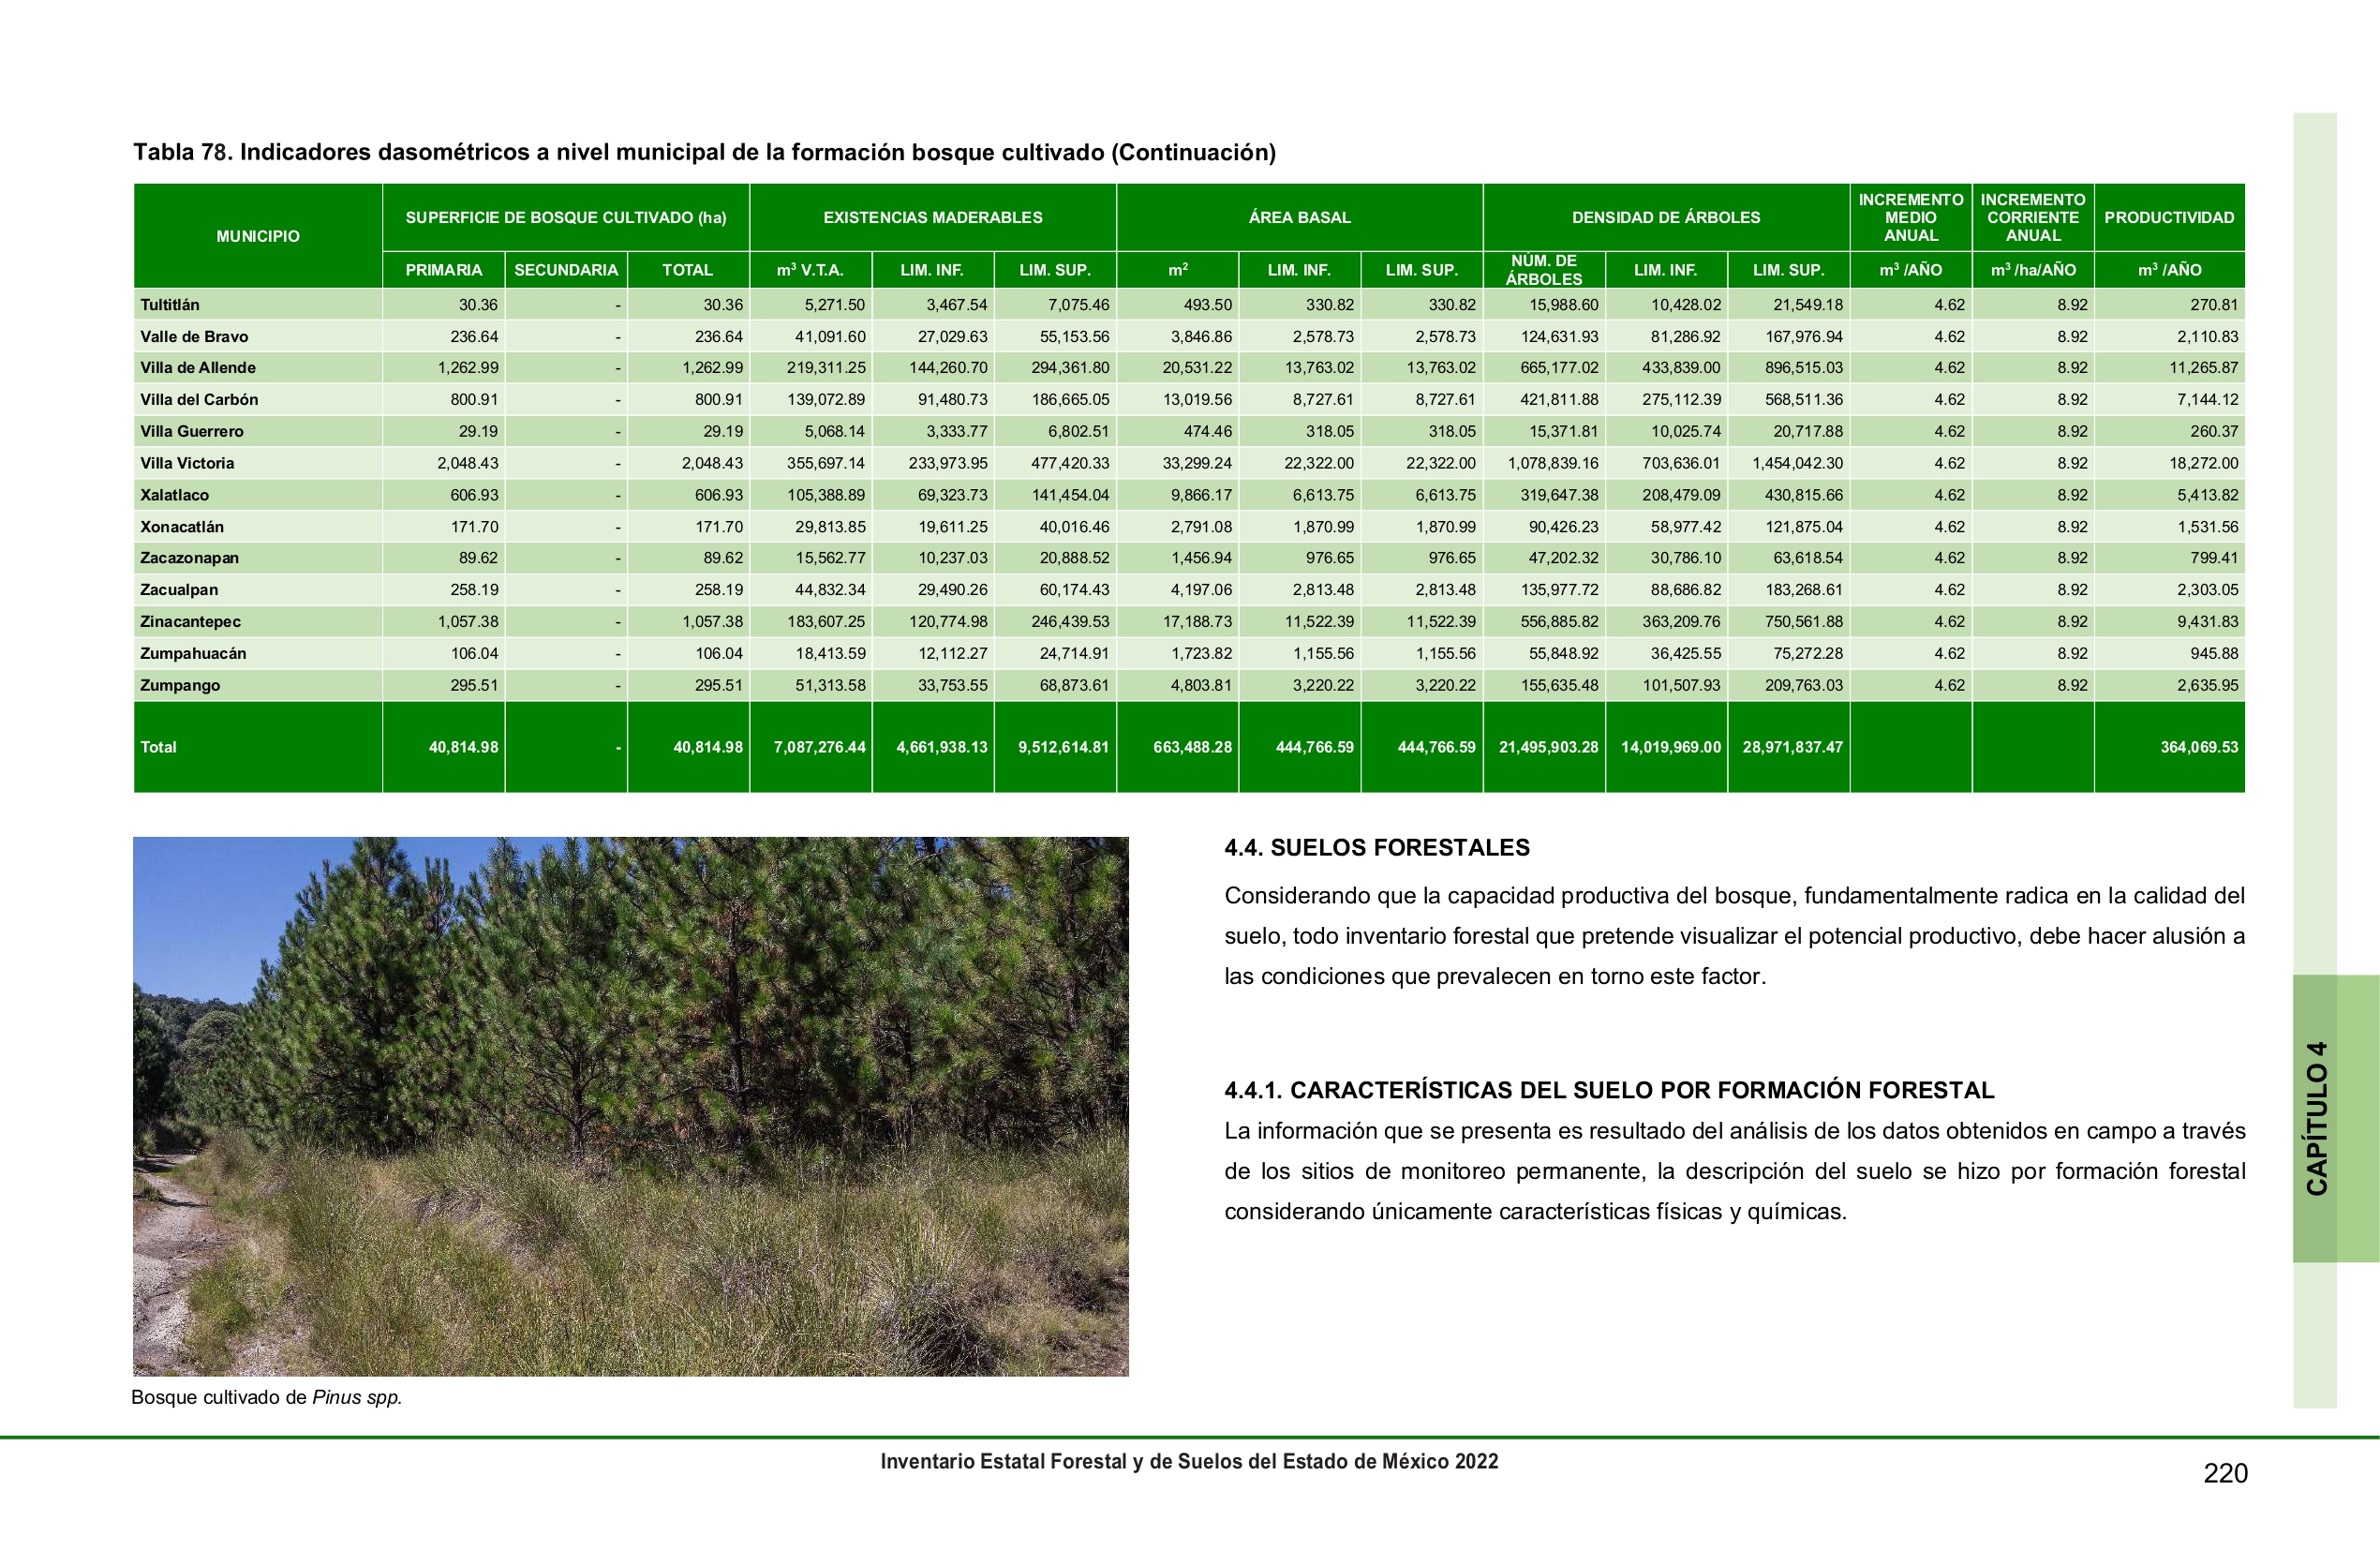 Tabla 78. Indicadores dasométricos a nivel municipal de la formación bosque cultivado (Continuación)
MUNICIPIO SUPERFICIE DE BOSQUE CULTIVADO (ha) EXISTENCIAS MADERABLES ÁREA BASAL DENSIDAD DE ÁRBOLES INCREMENTO MEDIO ANUAL INCREMENTO CORRIENTE ANUAL PRODUCTIVIDAD
PRIMARIA SECUNDARIA TOTAL m³ V.T.A. LIM. INF. LIM. SUP. m² LIM. INF. LIM. SUP. NÚM. DE ÁRBOLES LIM. INF. LIM. SUP. m³ /AÑO m³ /ha/AÑO m³ /AÑO
Tultitlán 30.36 - 30.36 5,271.50 3,467.54 7,075.46 493.50 330.82 330.82 15,988.60 10,428.02 21,549.18 4.62 8.92 270.81
Valle de Bravo 236.64 - 236.64 41,091.60 27,029.63 55,153.56 3,846.86 2,578.73 2,578.73 124,631.93 81,286.92 167,976.94 4.62 8.92 2,110.83
Villa de Allende 1,262.99 - 1,262.99 219,311.25 144,260.70 294,361.80 20,531.22 13,763.02 13,763.02 665,177.02 433,839.00 896,515.03 4.62 8.92 11,265.87
Villa del Carbón 800.91 - 800.91 139,072.89 91,480.73 186,665.05 13,019.56 8,727.61 8,727.61 421,811.88 275,112.39 568,511.36 4.62 8.92 7,144.12
Villa Guerrero 29.19 - 29.19 5,068.14 3,333.77 6,802.51 474.46 318.05 318.05 15,371.81 10,025.74 20,717.88 4.62 8.92 260.37
Villa Victoria 2,048.43 - 2,048.43 355,697.14 233,973.95 477,420.33 33,299.24 22,322.00 22,322.00 1,078,839.16 703,636.01 1,454,042.30 4.62 8.92 18,272.00
Xalatlaco 606.93 - 606.93 105,388.89 69,323.73 141,454.04 9,866.17 6,613.75 6,613.75 319,647.38 208,479.09 430,815.66 4.62 8.92 5,413.82
Xonacatlán 171.70 - 171.70 29,813.85 19,611.25 40,016.46 2,791.08 1,870.99 1,870.99 90,426.23 58,977.42 121,875.04 4.62 8.92 1,531.56
Zacazonapan 89.62 - 89.62 15,562.77 10,237.03 20,888.52 1,456.94 976.65 976.65 47,202.32 30,786.10 63,618.54 4.62 8.92 799.41
Zacualpan 258.19 - 258.19 44,832.34 29,490.26 60,174.43 4,197.06 2,813.48 2,813.48 135,977.72 88,686.82 183,268.61 4.62 8.92 2,303.05
Zinacantepec 1,057.38 - 1,057.38 183,607.25 120,774.98 246,439.53 17,188.73 11,522.39 11,522.39 556,885.82 363,209.76 750,561.88 4.62 8.92 9,431.83
Zumpahuacán 106.04 - 106.04 18,413.59 12,112.27 24,714.91 1,723.82 1,155.56 1,155.56 55,848.92 36,425.55 75,272.28 4.62 8.92 945.88
Zumpango 295.51 - 295.51 51,313.58 33,753.55 68,873.61 4,803.81 3,220.22 3,220.22 155,635.48 101,507.93 209,763.03 4.62 8.92 2,635.95
Total 40,814.98 - 40,814.98 7,087,276.44 4,661,938.13 9,512,614.81 663,488.28 444,766.59 444,766.59 21,495,903.28 14,019,969.00 28,971,837.47 364,069.53
Bosque cultivado de Pinus spp.
4.4. SUELOS FORESTALES
Considerando que la capacidad productiva del bosque, fundamentalmente radica en la calidad del
suelo, todo inventario forestal que pretende visualizar el potencial productivo, debe hacer alusión a
las condiciones que prevalecen en torno este factor.
4.4.1. CARACTERÍSTICAS DEL SUELO POR FORMACIÓN FORESTAL
La información que se presenta es resultado del análisis de los datos obtenidos en campo a través
de los sitios de monitoreo permanente, la descripción del suelo se hizo por formación forestal
considerando únicamente características físicas y químicas.
CAPÍTULO 4
Inventario Estatal Forestal y de Suelos del Estado de México 2022
220